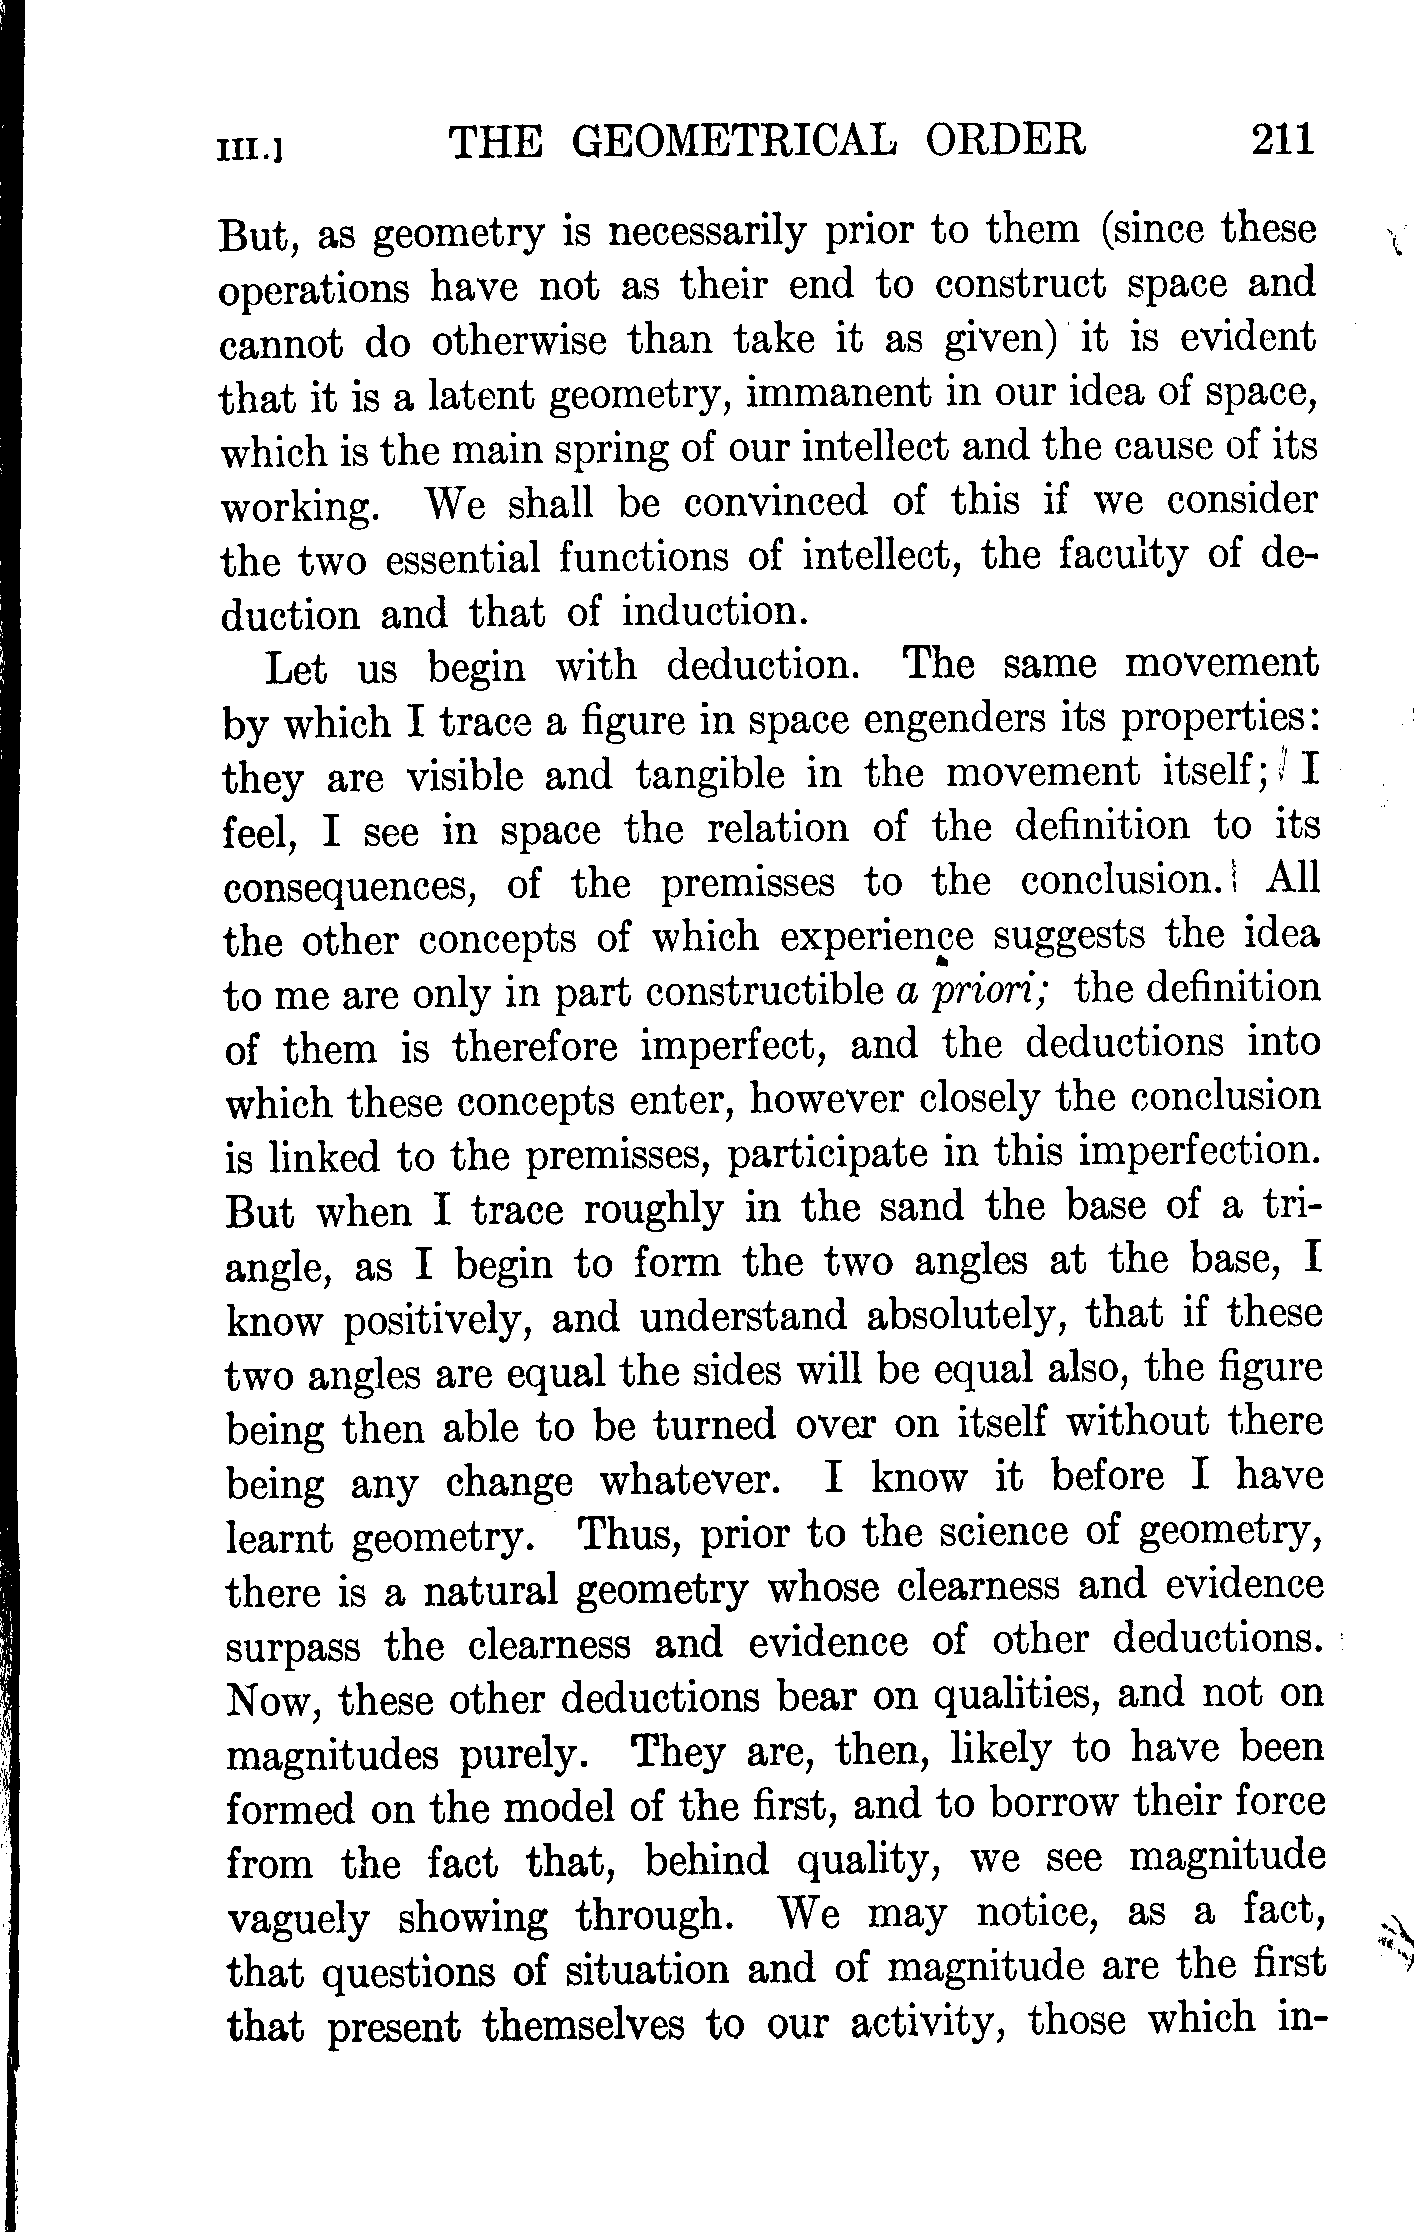 III.] THE GEOMETRICAL ORDER 211
But, as geometry is necessarily prior to them (since these
operations have not as their end to construct space and
cannot do otherwise than take it as given) it is evident
that it is a latent geometry, immanent in our idea of space,
which is the main spring of our intellect and the cause of its
working. We shall be convinced of this if we consider
the two essential functions of intellect, the faculty of de-
duction and that of induction.
Let us begin with deduction. The same movement
by which I trace a figure in space engenders its properties:
they are visible and tangible in the movement itself; I
feel, I see in space the relation of the definition to its
consequences, of the premisses to the conclusion. All
the other concepts of which experience suggests the idea
to me are only in part constructible a priori; the definition
of them is therefore imperfect, and the deductions into
which these concepts enter, however closely the conclusion
is linked to the premisses, participate in this imperfection.
But when I trace roughly in the sand the base of a tri-
angle, as I begin to form the two angles at the base, I
know positively, and understand absolutely, that if these
two angles are equal the sides will be equal also, the figure
being then able to be turned over on itself without there
being any change whatever. I know it before I have
learnt geometry. Thus, prior to the science of geometry,
there is a natural geometry whose clearness and evidence
surpass the clearness and evidence of other deductions.
Now, these other deductions bear on qualities, and not on
magnitudes purely. They are, then, likely to have been
formed on the model of the first, and to borrow their force
from the fact that, behind quality, we see magnitude
vaguely showing through. We may notice, as a fact,
that questions of situation and of magnitude are the first
that present themselves to our activity, those which in-